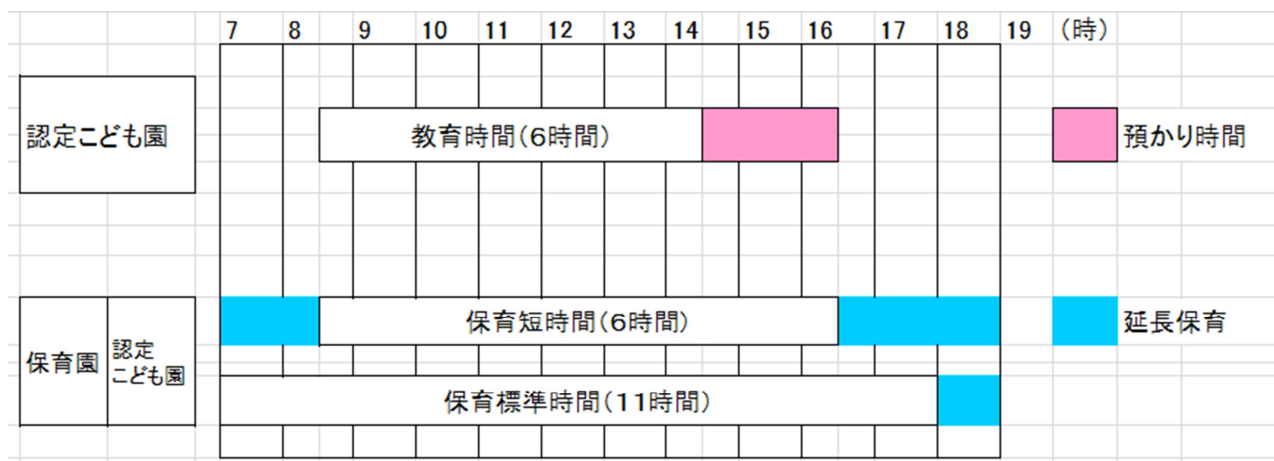 7 8 9 10 11 12 13 14 15 16 17 18 19 (時)
認定こども園
教育時間(6時間)
預かり時間
保育短時間(6時間)
延長保育
保育園
認定
こども園
保育標準時間(11時間)